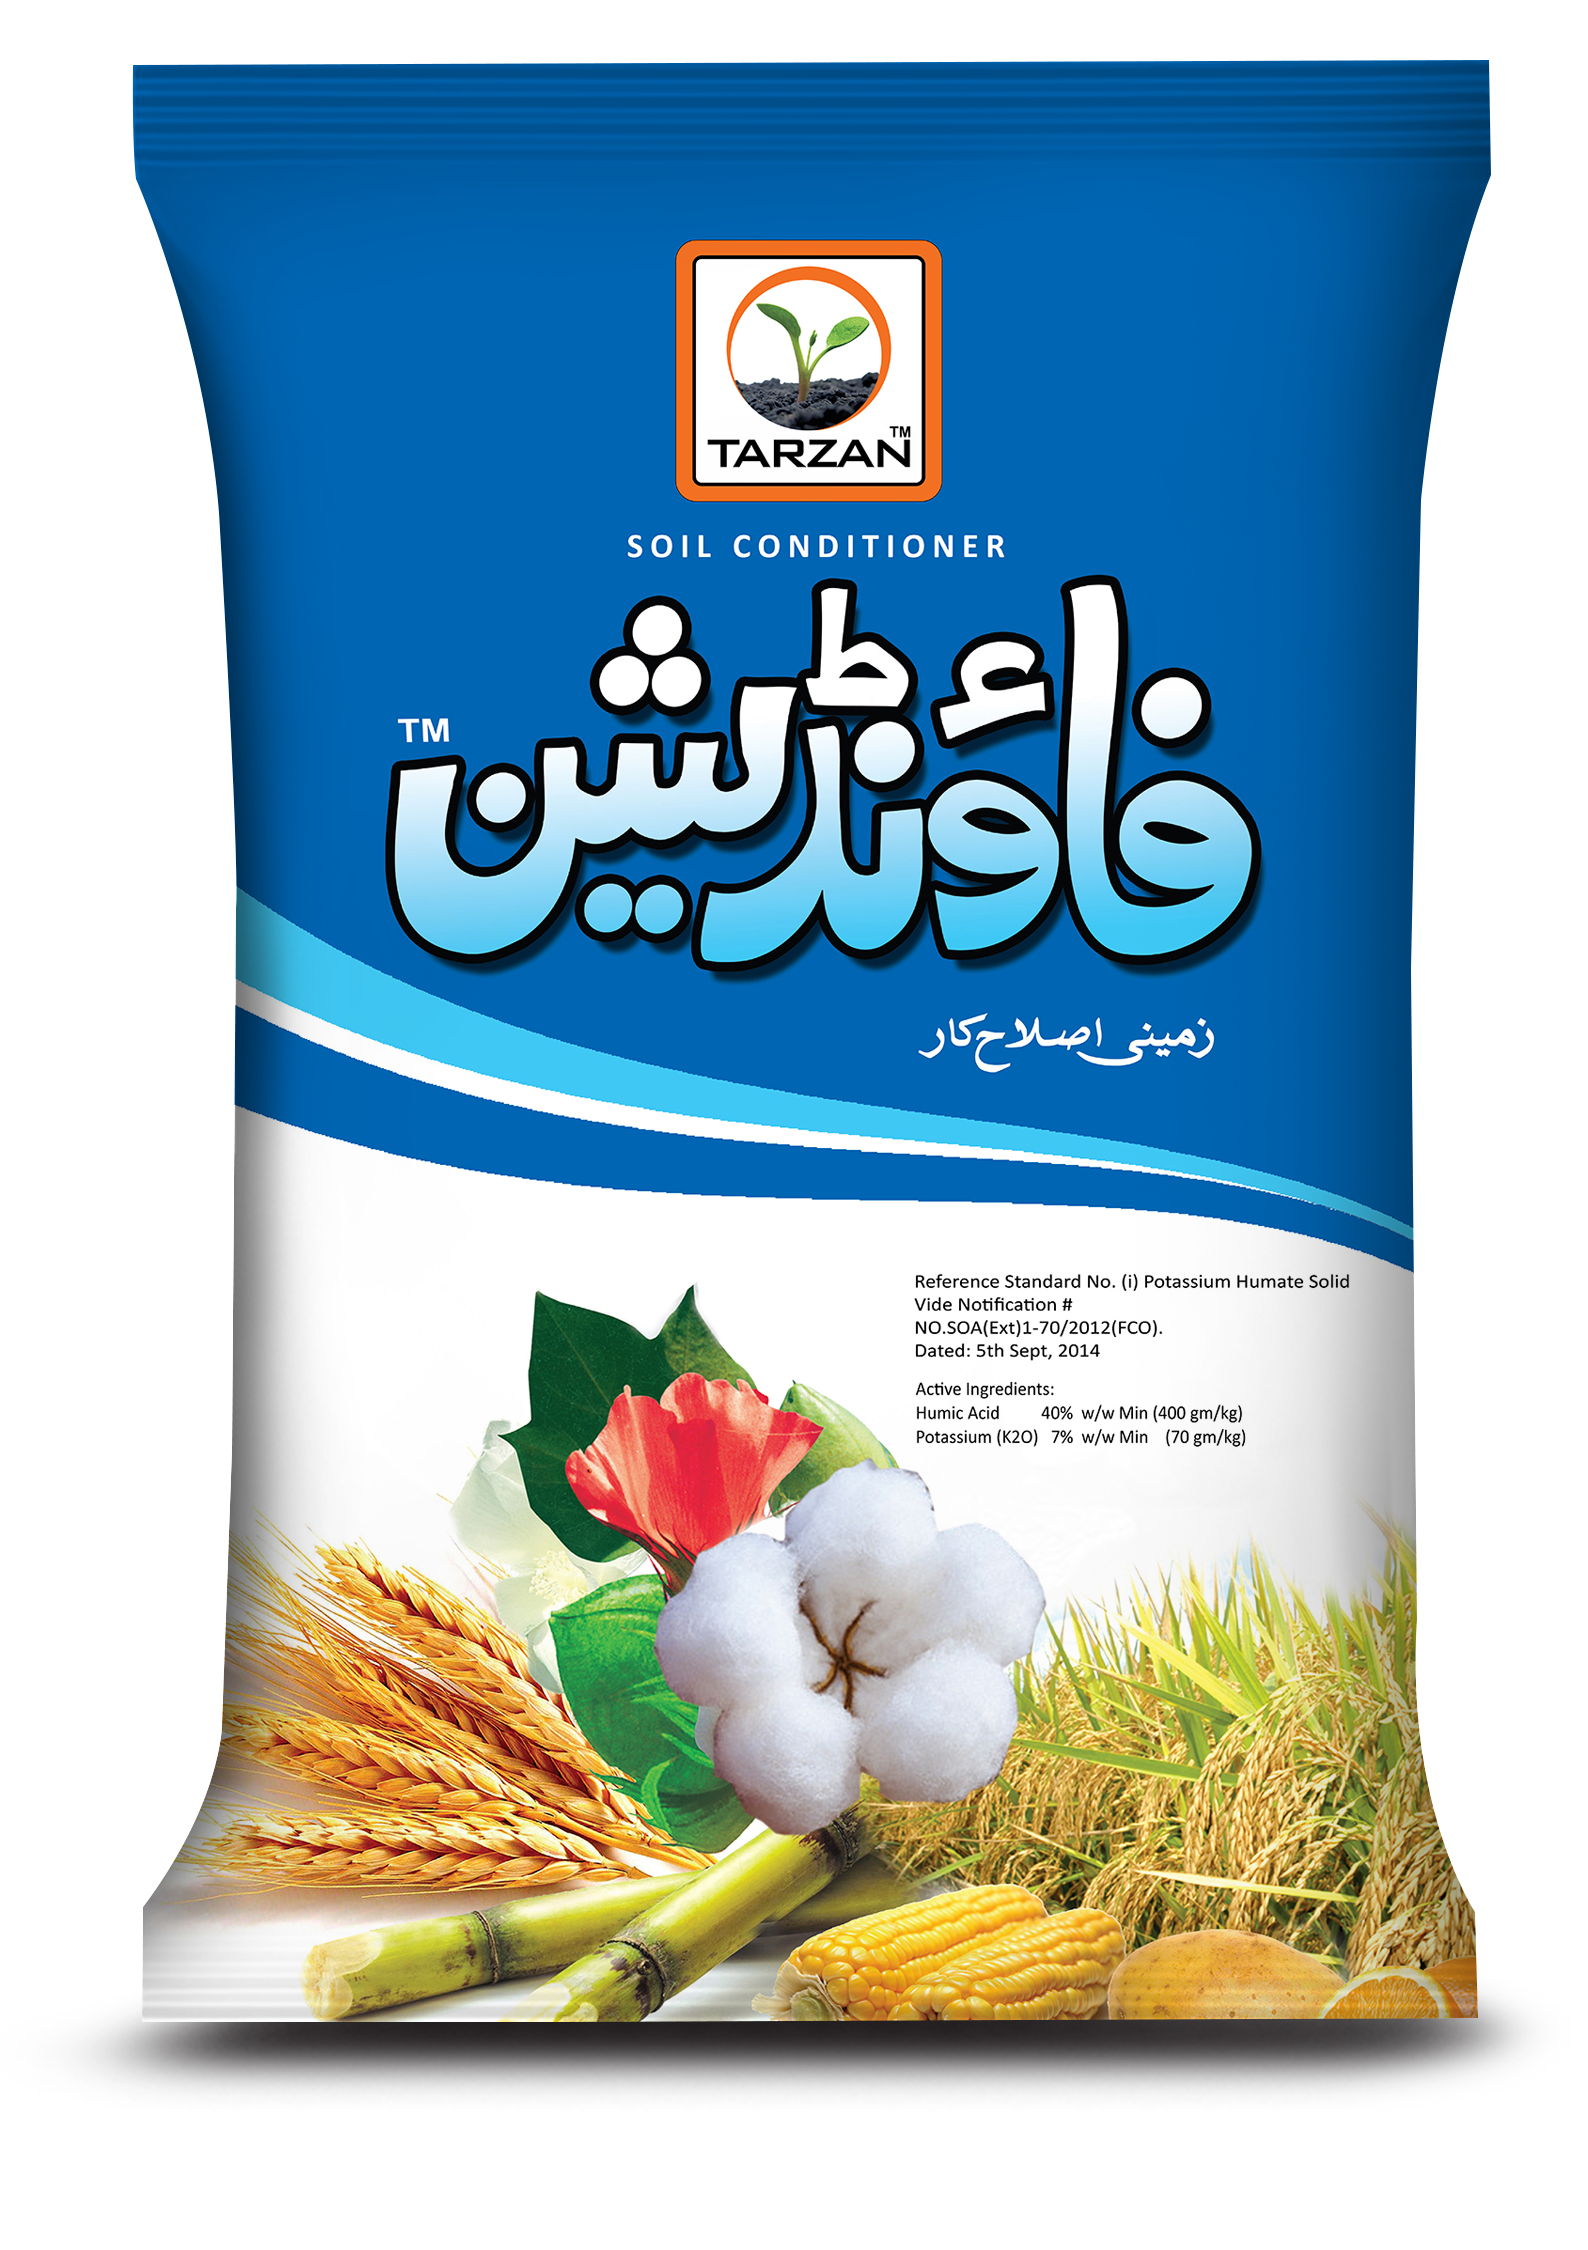 TARZAN™
SOIL CONDITIONER
فاؤنڈیشن™
زمینی اصلاح کار
Reference Standard No. (i) Potassium Humate Solid
Vide Notification #
NO.SOA(Ext)1-70/2012(FCO).
Dated: 5th Sept, 2014
Active Ingredients:
Humic Acid 40% w/w Min (400 gm/kg)
Potassium (K2O) 7% w/w Min (70 gm/kg)